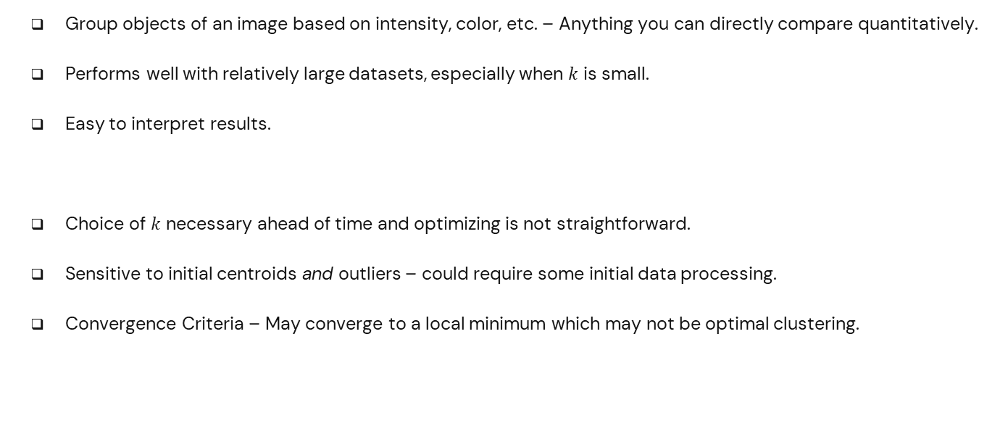 ❑ Group objects of an image based on intensity, color, etc. – Anything you can directly compare quantitatively.
❑ Performs well with relatively large datasets, especially when k is small.
❑ Easy to interpret results.
❑ Choice of k necessary ahead of time and optimizing is not straightforward.
❑ Sensitive to initial centroids and outliers – could require some initial data processing.
❑ Convergence Criteria – May converge to a local minimum which may not be optimal clustering.